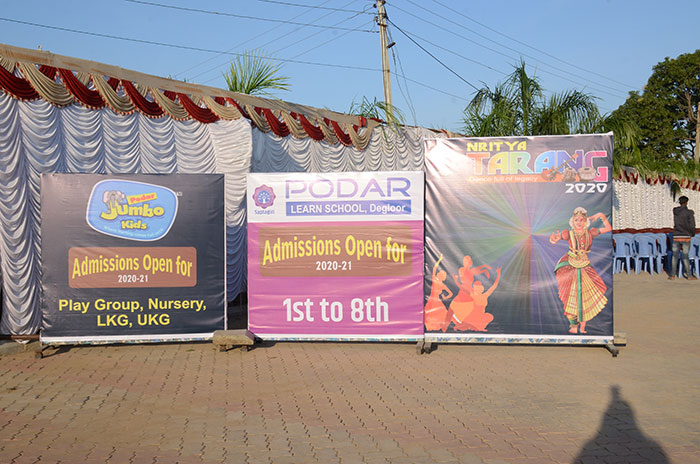 Podar
Jumbo
Kids
Admissions Open for
2020-21
Play Group, Nursery,
LKG, UKG
Saptagiri
PODAR
LEARN SCHOOL, Degloor
Admissions Open for
2020-21
1st to 8th
NRITYA
TARANG
2020